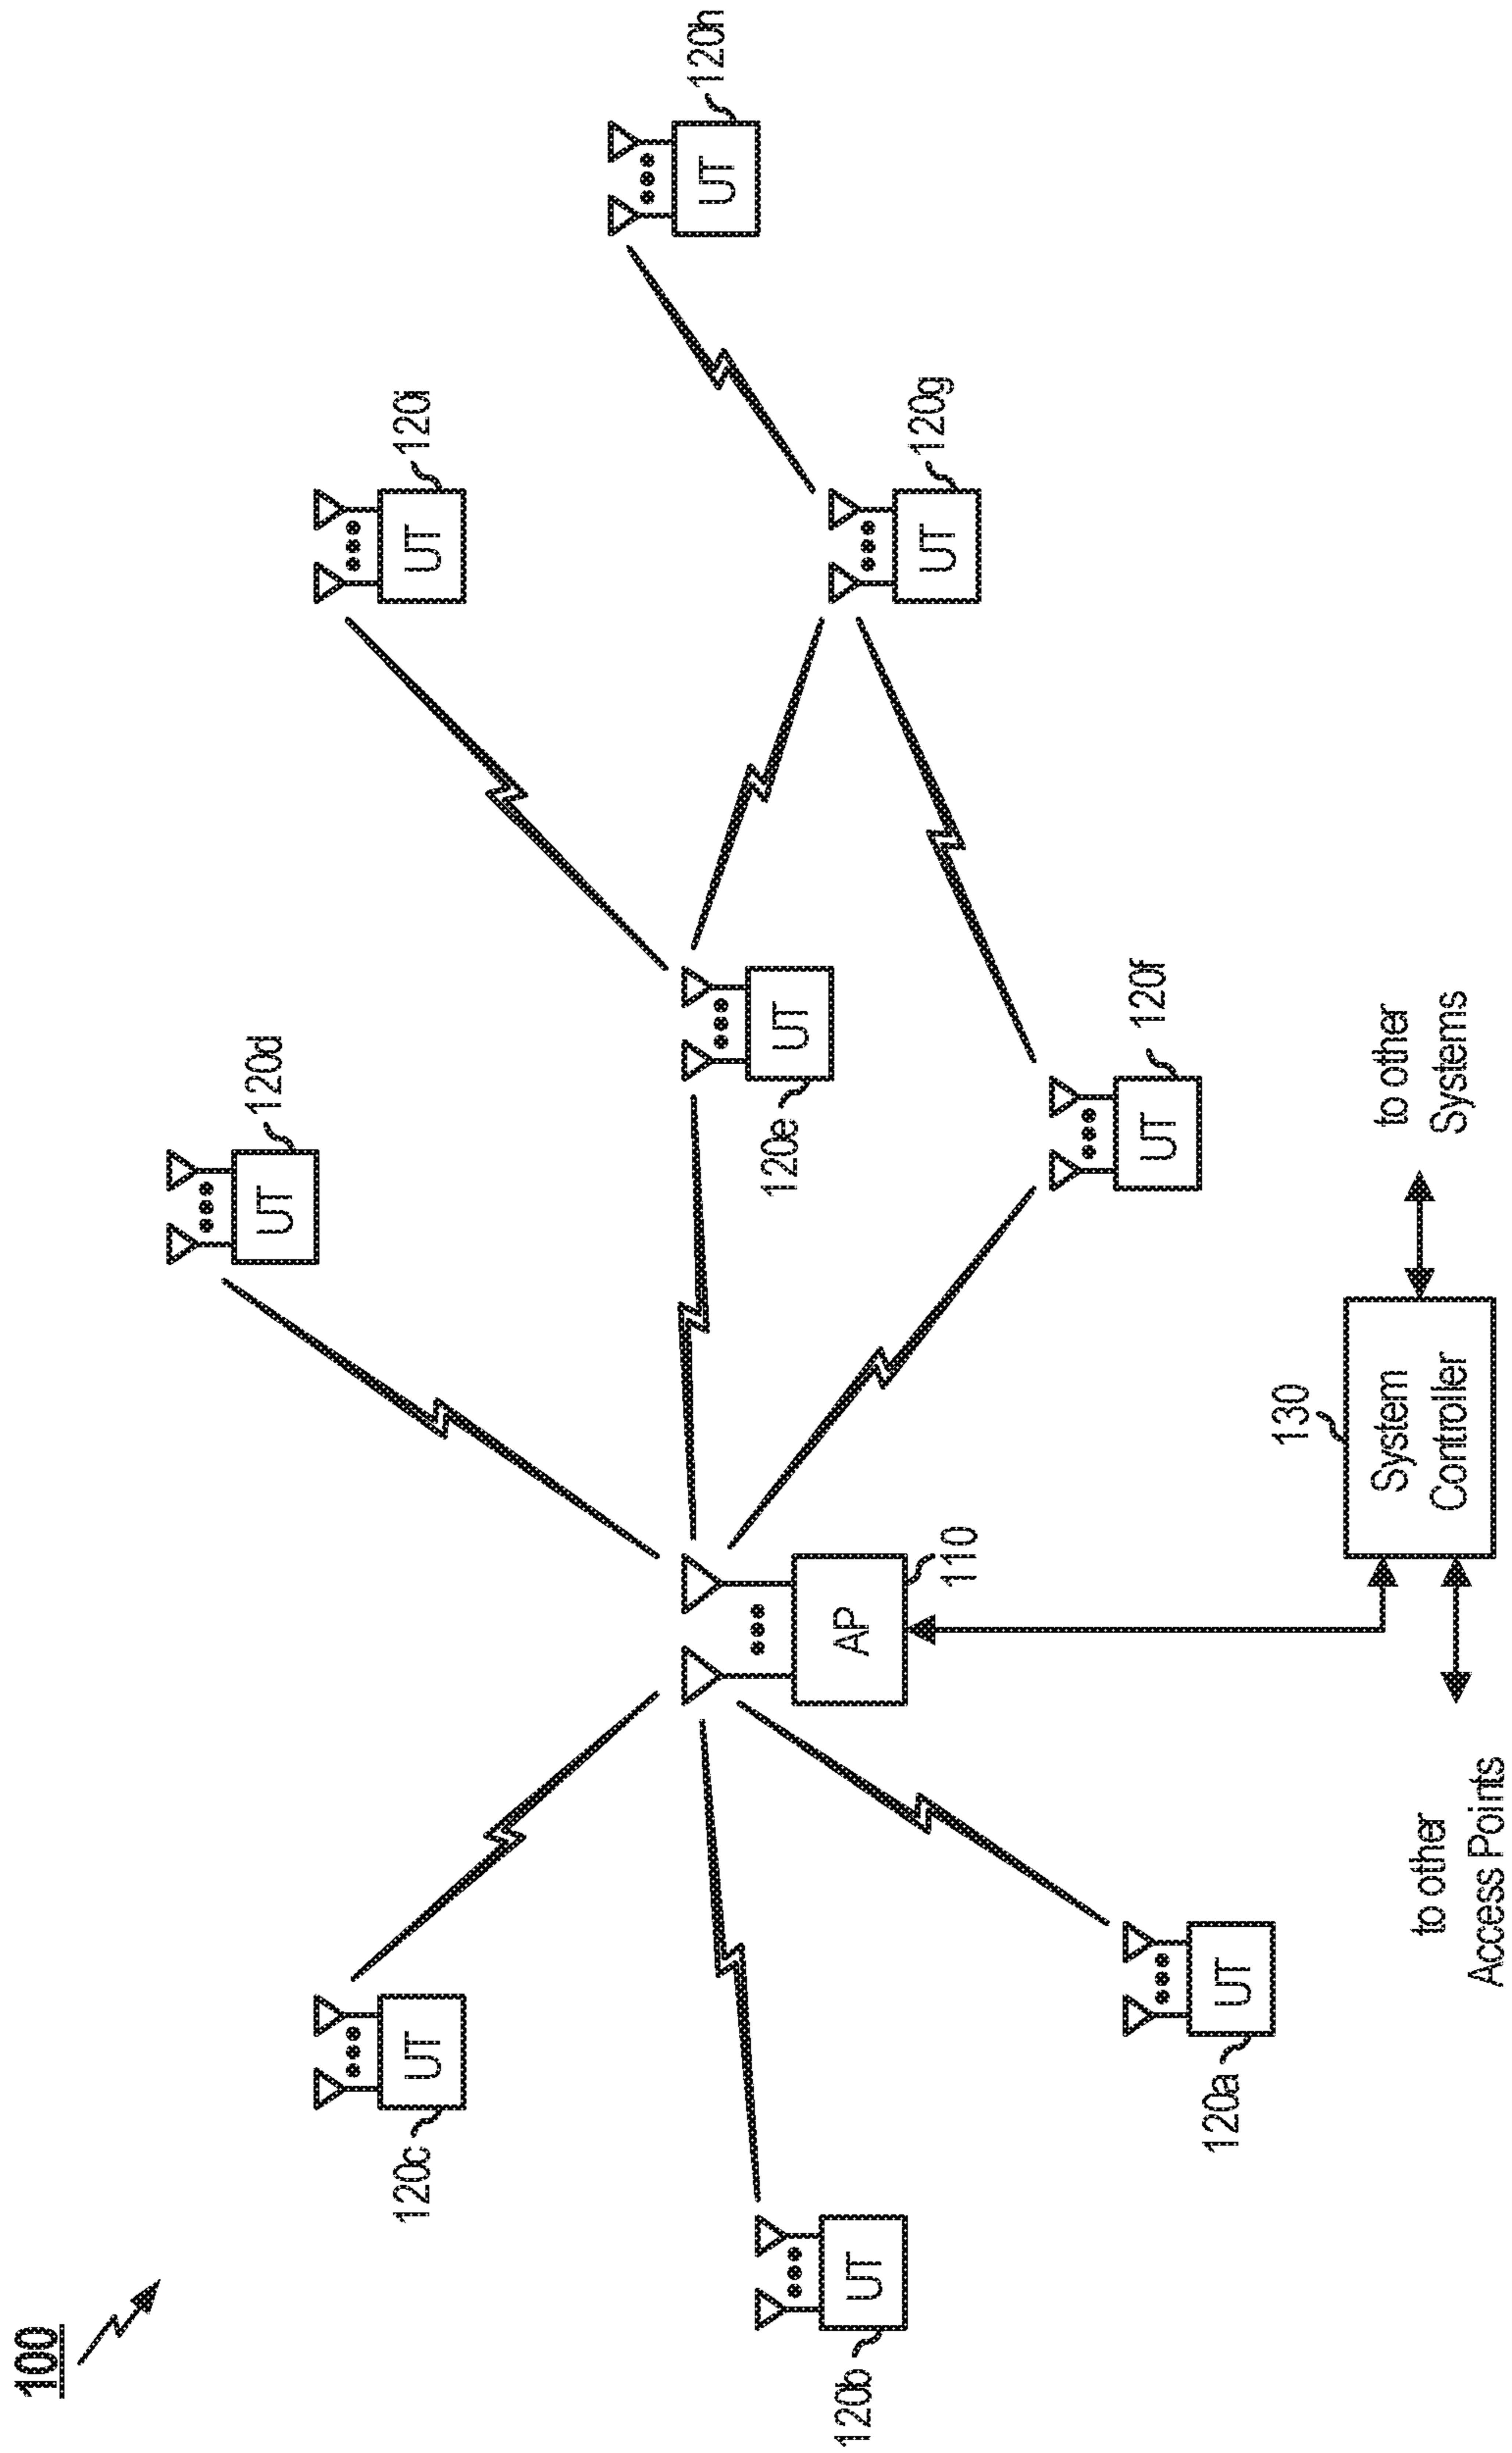 100
120d
UT
120i
UT
120c
UT
120h
UT
120e
UT
120b
UT
AP
110
120g
UT
120f
UT
120a
UT
130
System
Controller
to other
Systems
to other
Access Points